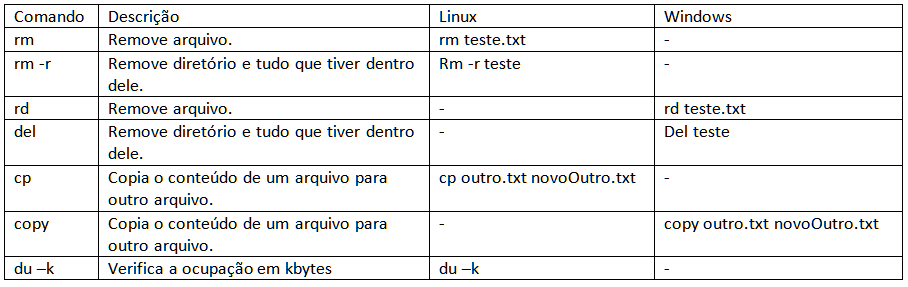 Comando Descrição Linux Windows
rm Remove arquivo. rm teste.txt -
rm -r Remove diretório e tudo que tiver dentro Rm -r teste -
dele.
rd Remove arquivo. - rd teste.txt
del Remove diretório e tudo que tiver dentro - Del teste
dele.
cp Copia o conteúdo de um arquivo para cp outro.txt novoOutro.txt -
outro arquivo.
copy Copia o conteúdo de um arquivo para - copy outro.txt novoOutro.txt
outro arquivo.
du –k Verifica a ocupação em kbytes du –k -